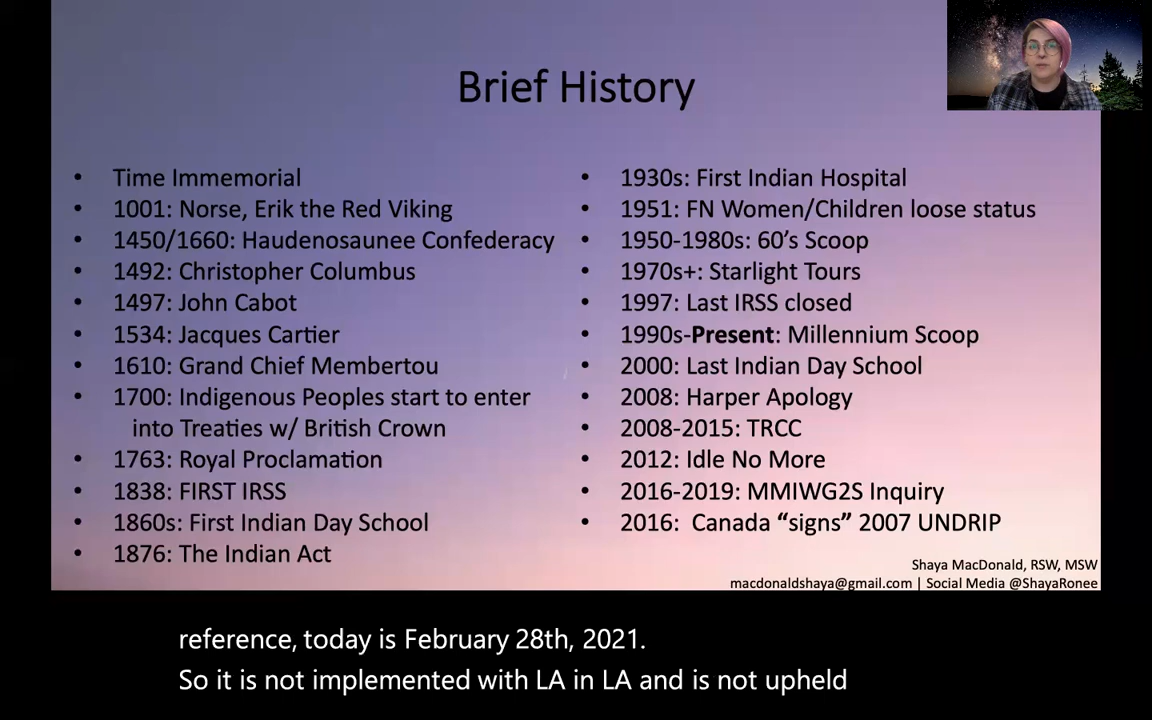 Brief History
• Time Immemorial
• 1001: Norse, Erik the Red Viking
• 1450/1660: Haudenosaunee Confederacy
• 1492: Christopher Columbus
• 1497: John Cabot
• 1534: Jacques Cartier
• 1610: Grand Chief Membertou
• 1700: Indigenous Peoples start to enter
into Treaties w/ British Crown
• 1763: Royal Proclamation
• 1838: FIRST IRSS
• 1860s: First Indian Day School
• 1876: The Indian Act
• 1930s: First Indian Hospital
• 1951: FN Women/Children loose status
• 1950-1980s: 60’s Scoop
• 1970s+: Starlight Tours
• 1997: Last IRSS closed
• 1990s-Present: Millennium Scoop
• 2000: Last Indian Day School
• 2008: Harper Apology
• 2008-2015: TRCC
• 2012: Idle No More
• 2016-2019: MMIWG2S Inquiry
• 2016: Canada “signs” 2007 UNDRIP
Shaya MacDonald, RSW, MSW
macdonaldshaya@gmail.com | Social Media @ShayaRonee
reference, today is February 28th, 2021.
So it is not implemented with LA in LA and is not upheld